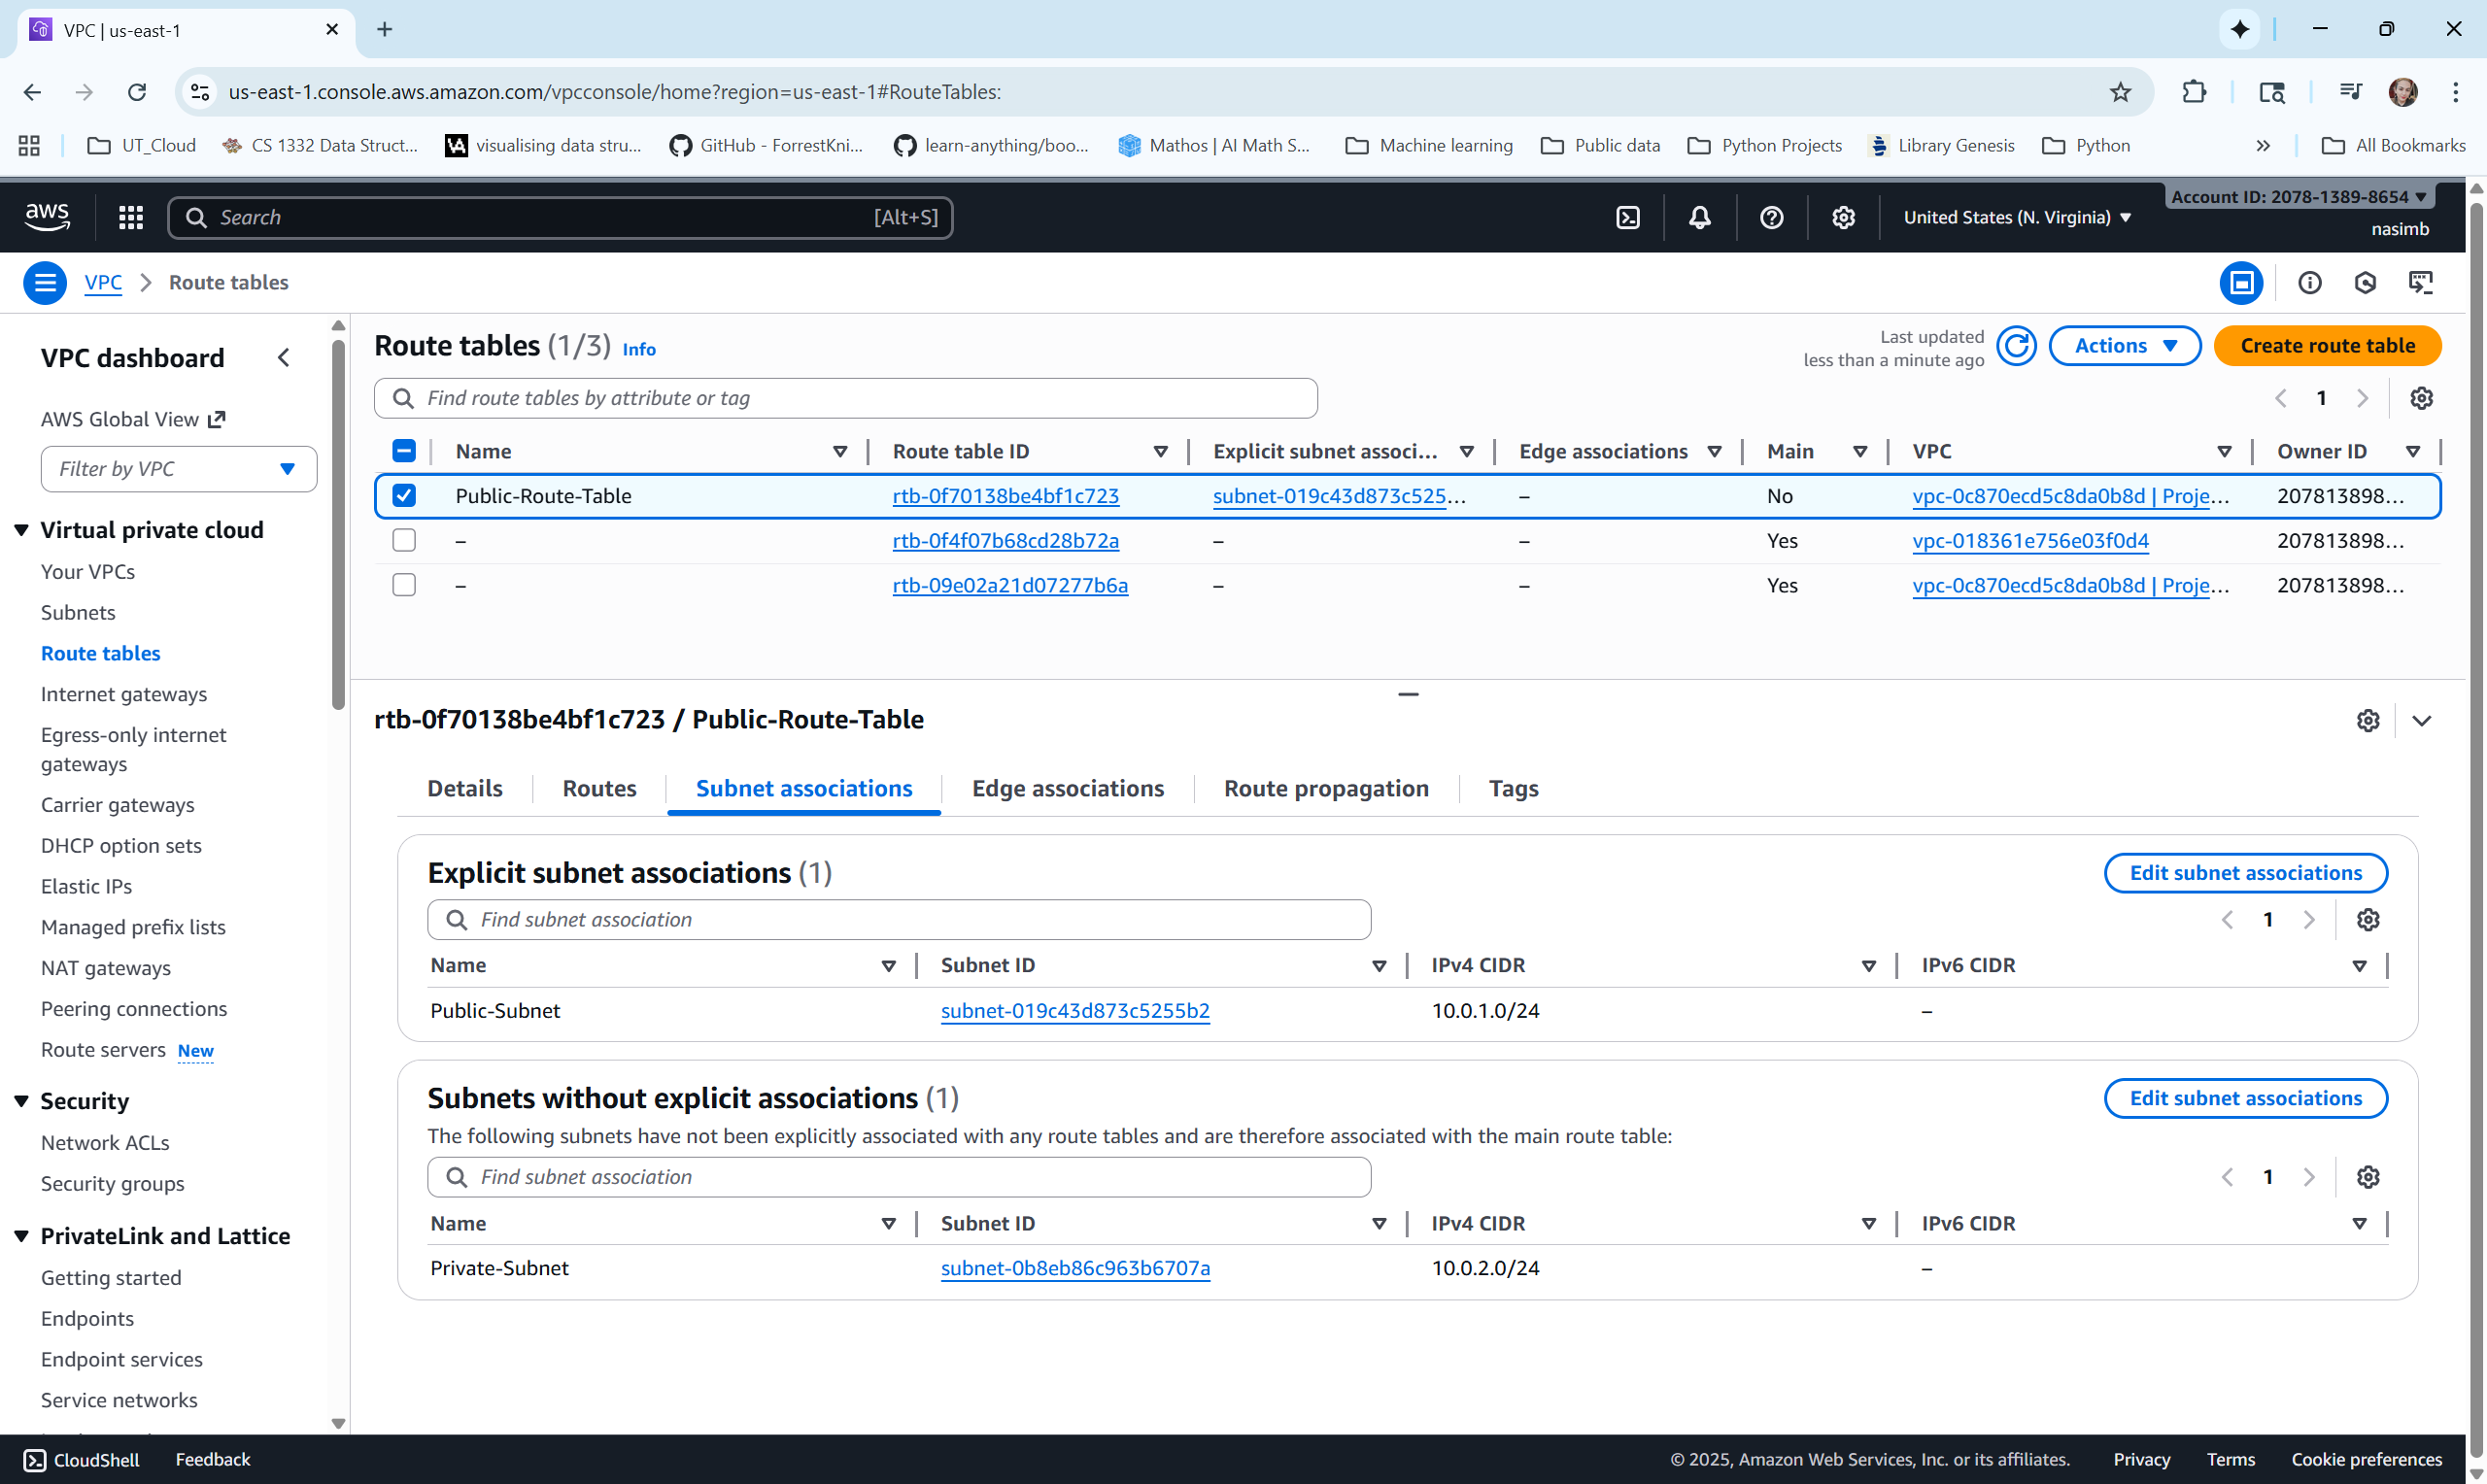 VPC | us-east-1
us-east-1.console.aws.amazon.com/vpcconsole/home?region=us-east-1#RouteTables:
UT_Cloud CS 1332 Data Struct... VA visualising data stru... GitHub - ForrestKni... learn-anything/boo... Mathos | AI Math S... Machine learning Public data Python Projects Library Genesis Python » All Bookmarks
aws Search [Alt+S] United States (N. Virginia) Account ID: 2078-1389-8654
nasimb
VPC Route tables
VPC dashboard
AWS Global View
Filter by VPC
Virtual private cloud
Your VPCs
Subnets
Route tables
Internet gateways
Egress-only internet
gateways
Carrier gateways
DHCP option sets
Elastic IPs
Managed prefix lists
NAT gateways
Peering connections
Route servers New
Security
Network ACLs
Security groups
PrivateLink and Lattice
Getting started
Endpoints
Endpoint services
Service networks
Route tables (1/3) Info
Last updated
less than a minute ago
Actions
Create route table
Find route tables by attribute or tag
1
Name Route table ID Explicit subnet associ... Edge associations Main VPC Owner ID
Public-Route-Table rtb-0f70138be4bf1c723 subnet-019c43d873c525... – No vpc-0c870ecd5c8da0b8d | Proje... 207813898...
– rtb-0f4f07b68cd28b72a – – Yes vpc-018361e756e03f0d4 207813898...
– rtb-09e02a21d07277b6a – – Yes vpc-0c870ecd5c8da0b8d | Proje... 207813898...
rtb-0f70138be4bf1c723 / Public-Route-Table
Details Routes Subnet associations Edge associations Route propagation Tags
Explicit subnet associations (1)
Edit subnet associations
Find subnet association
1
Name Subnet ID IPv4 CIDR IPv6 CIDR
Public-Subnet subnet-019c43d873c5255b2 10.0.1.0/24 –
Subnets without explicit associations (1)
Edit subnet associations
The following subnets have not been explicitly associated with any route tables and are therefore associated with the main route table:
Find subnet association
1
Name Subnet ID IPv4 CIDR IPv6 CIDR
Private-Subnet subnet-0b8eb86c963b6707a 10.0.2.0/24 –
CloudShell Feedback © 2025, Amazon Web Services, Inc. or its affiliates. Privacy Terms Cookie preferences